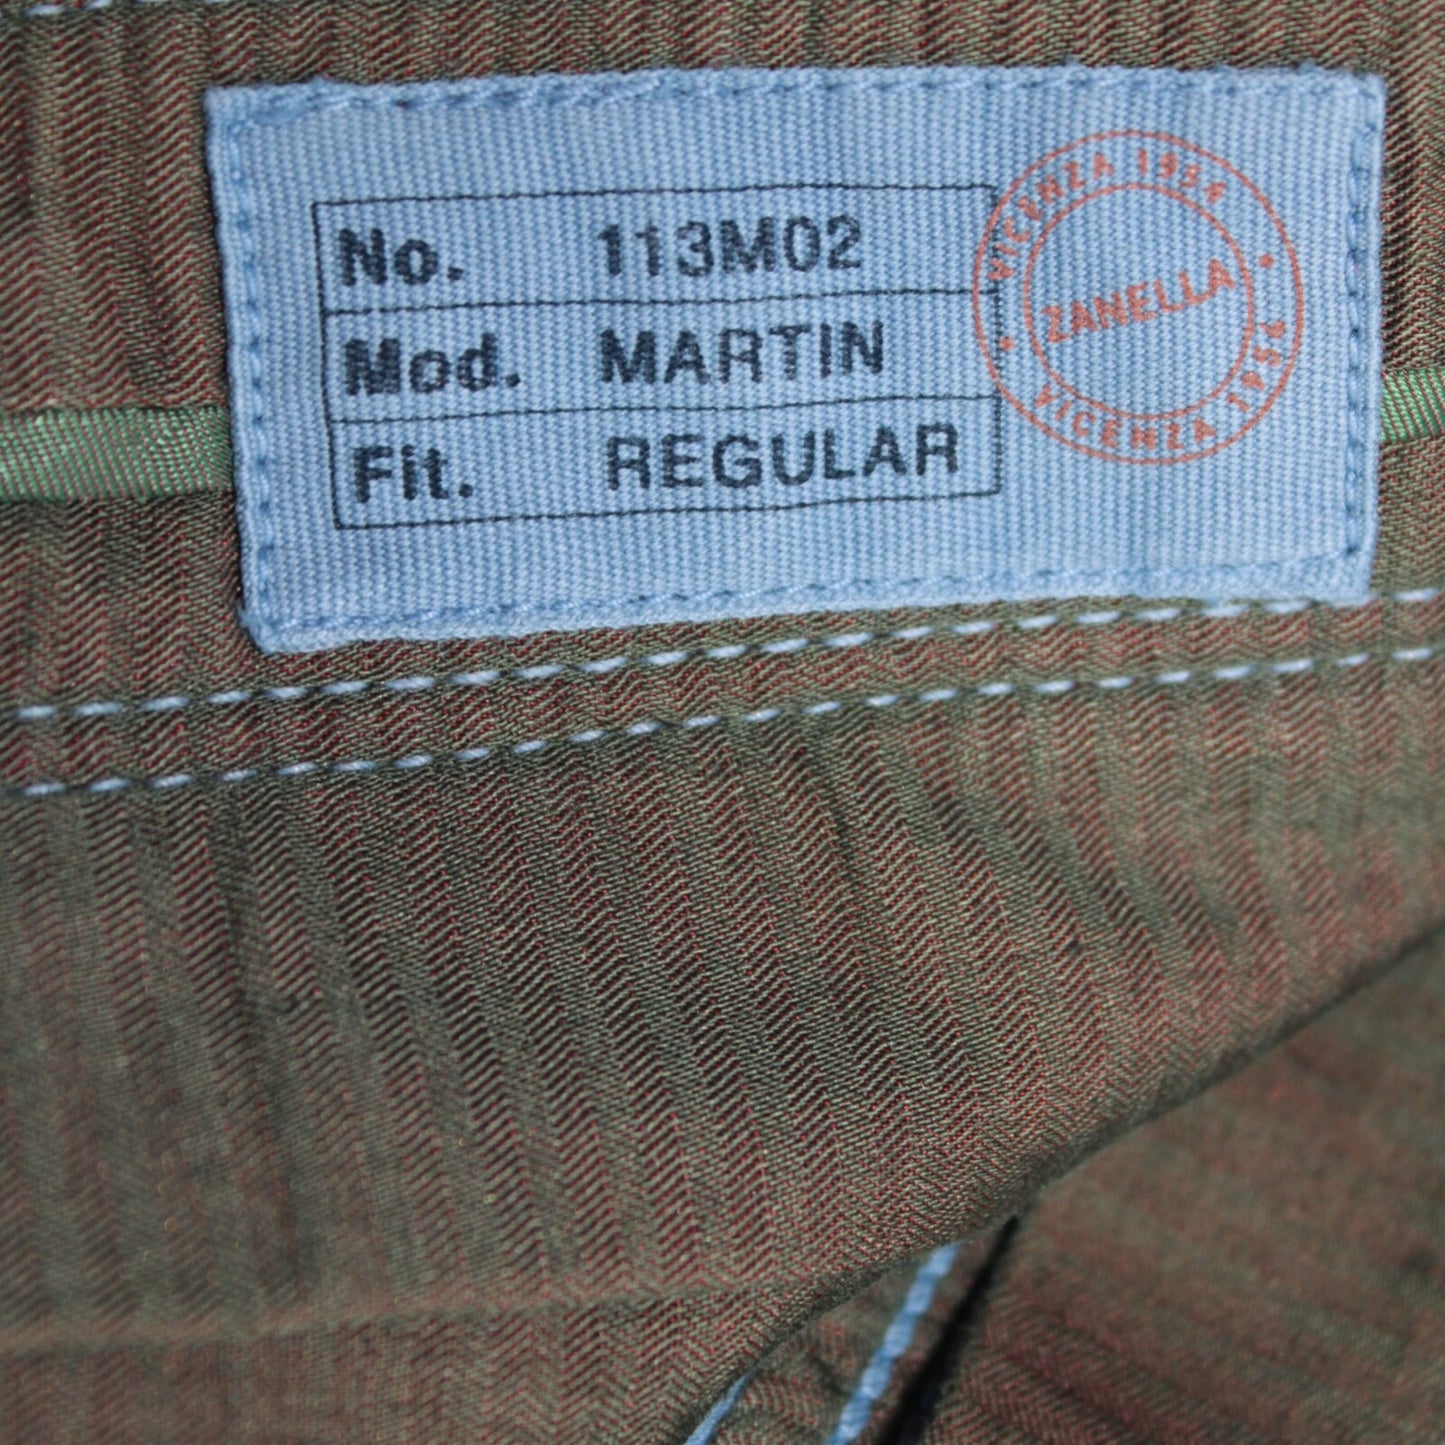 No. 113M02
Mod. MARTIN
Fit. REGULAR
VICENZA 1954
ZANELLA
VICENZA 1954